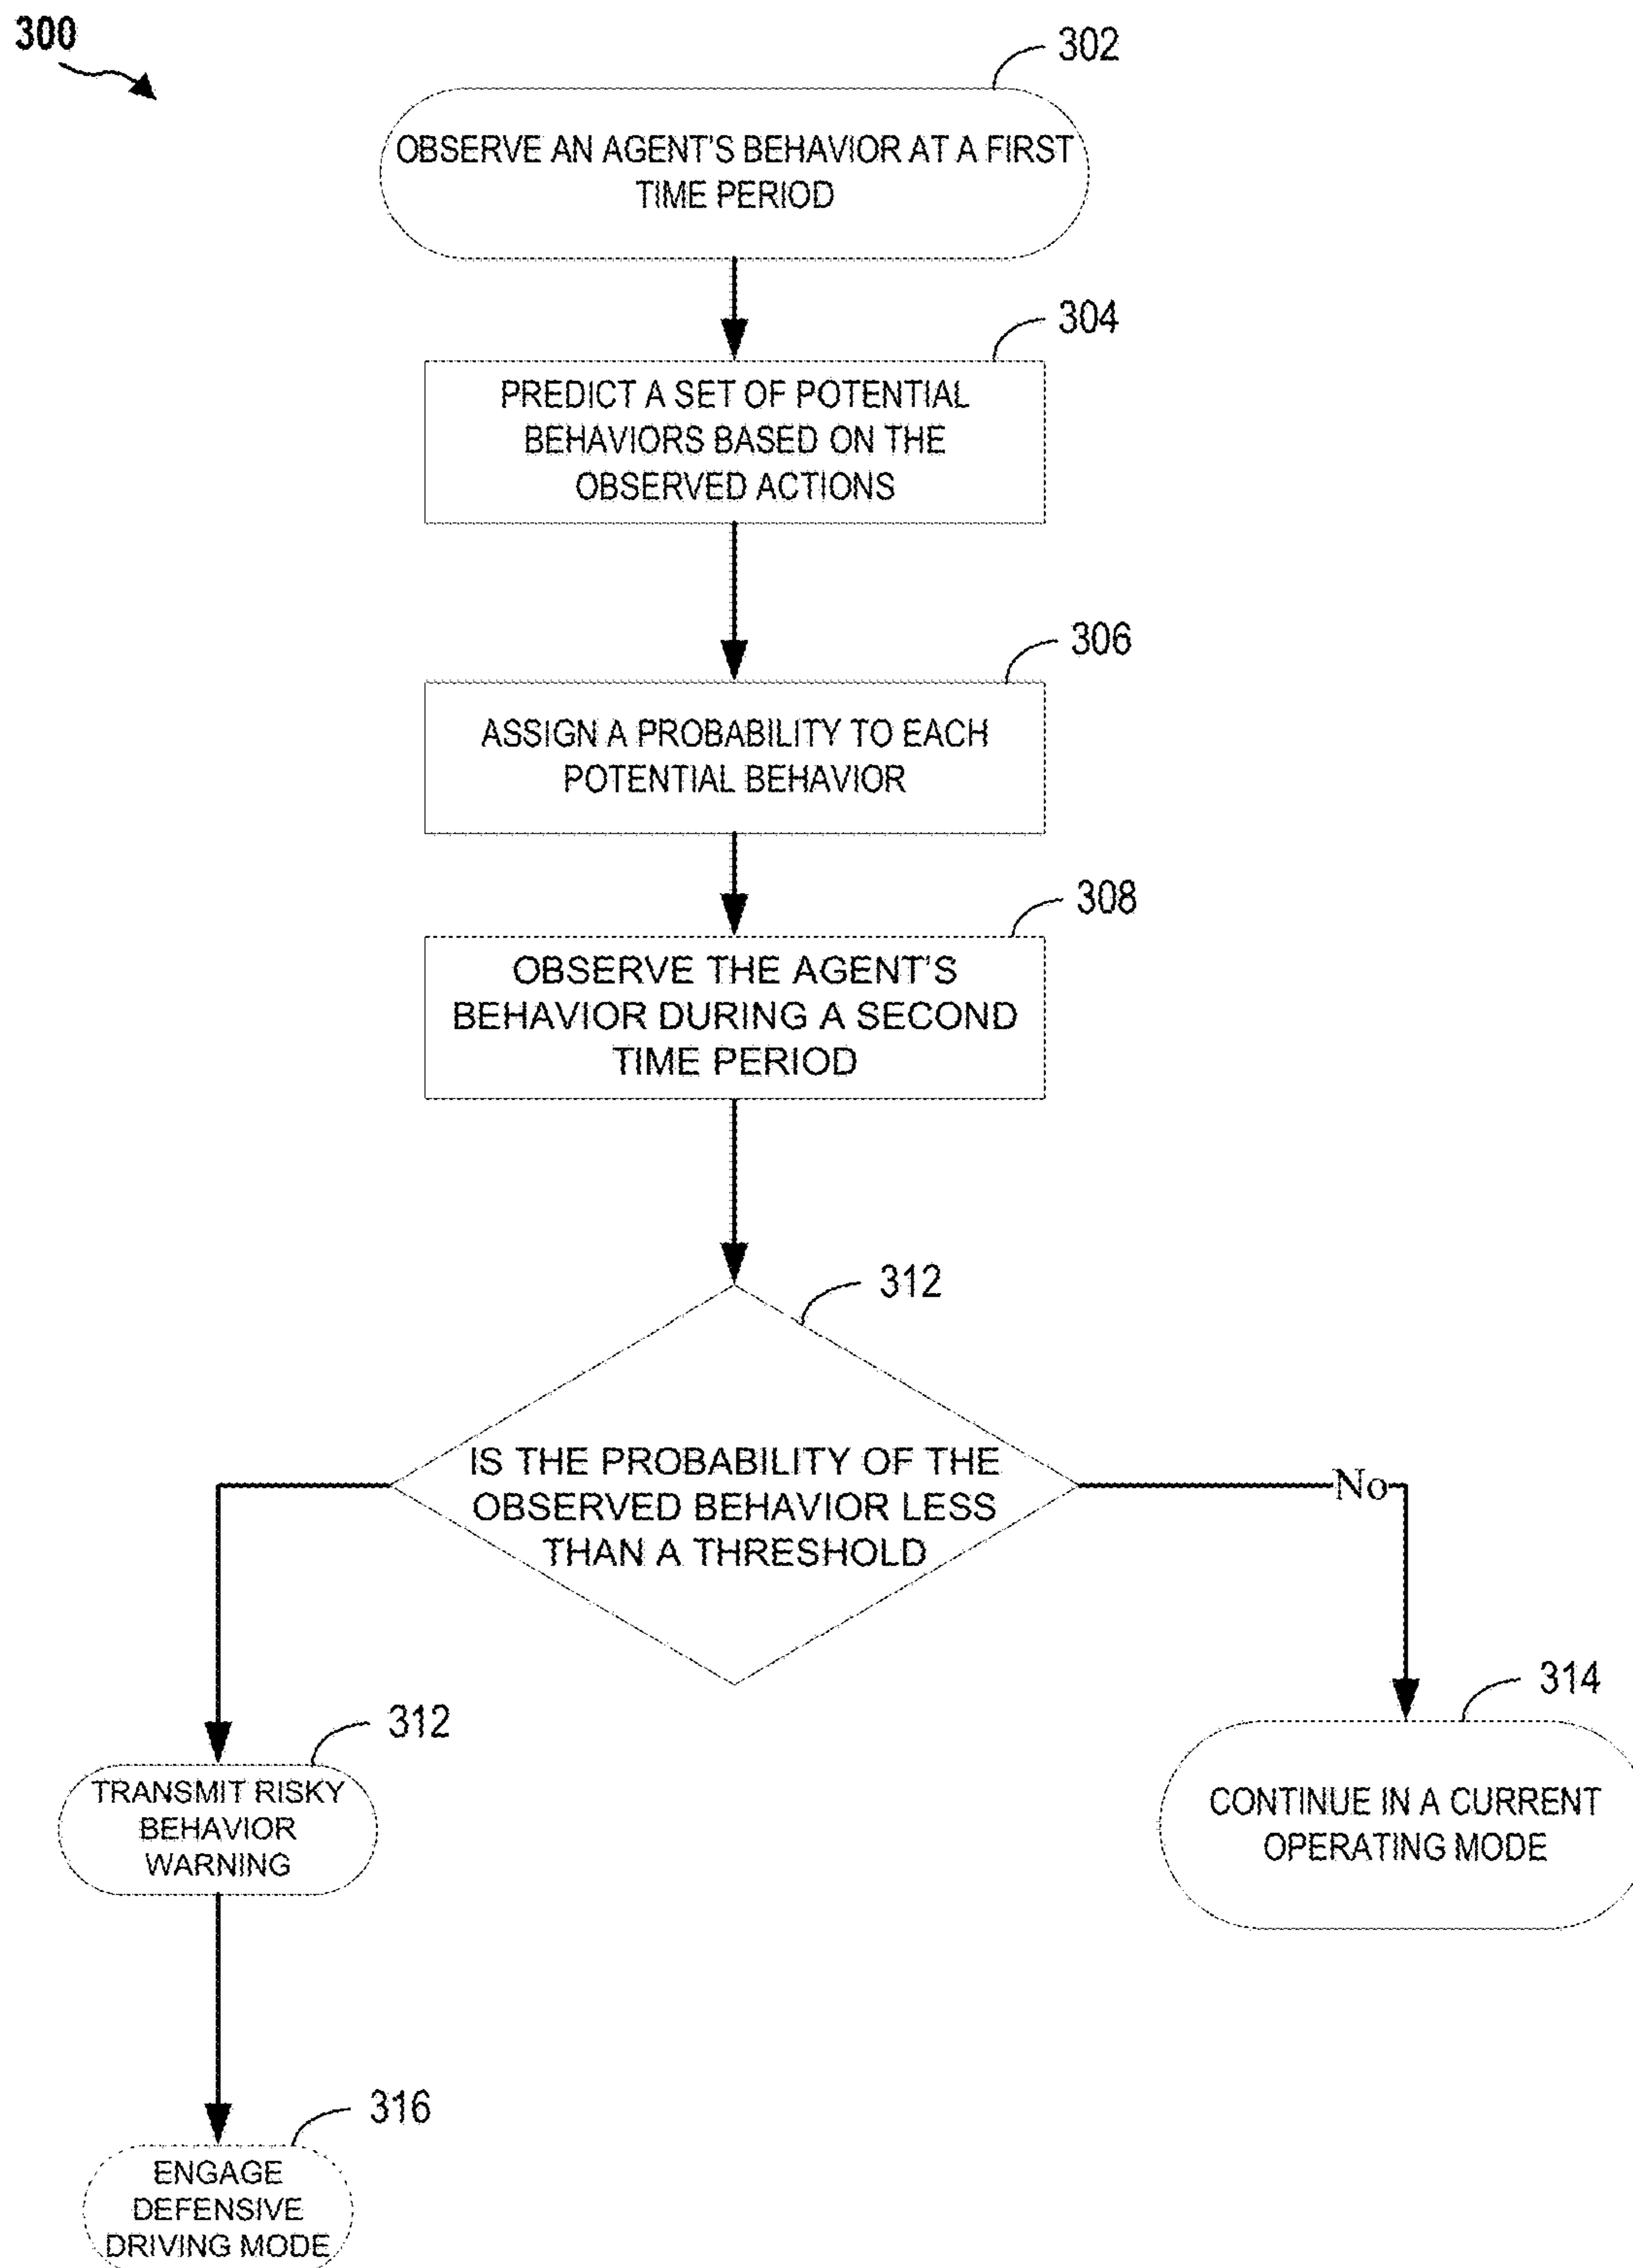 300
302
OBSERVE AN AGENT'S BEHAVIOR AT A FIRST
TIME PERIOD
304
PREDICT A SET OF POTENTIAL
BEHAVIORS BASED ON THE
OBSERVED ACTIONS
306
ASSIGN A PROBABILITY TO EACH
POTENTIAL BEHAVIOR
308
OBSERVE THE AGENT'S
BEHAVIOR DURING A SECOND
TIME PERIOD
312
IS THE PROBABILITY OF THE
OBSERVED BEHAVIOR LESS
THAN A THRESHOLD
No
312
TRANSMIT RISKY
BEHAVIOR
WARNING
314
CONTINUE IN A CURRENT
OPERATING MODE
316
ENGAGE
DEFENSIVE
DRIVING MODE